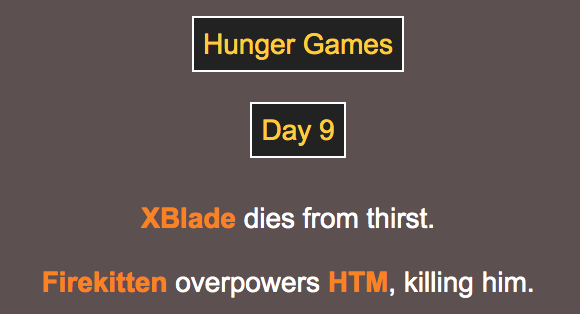 Hunger Games
Day 9
XBlade dies from thirst.
Firekitten overpowers HTM, killing him.